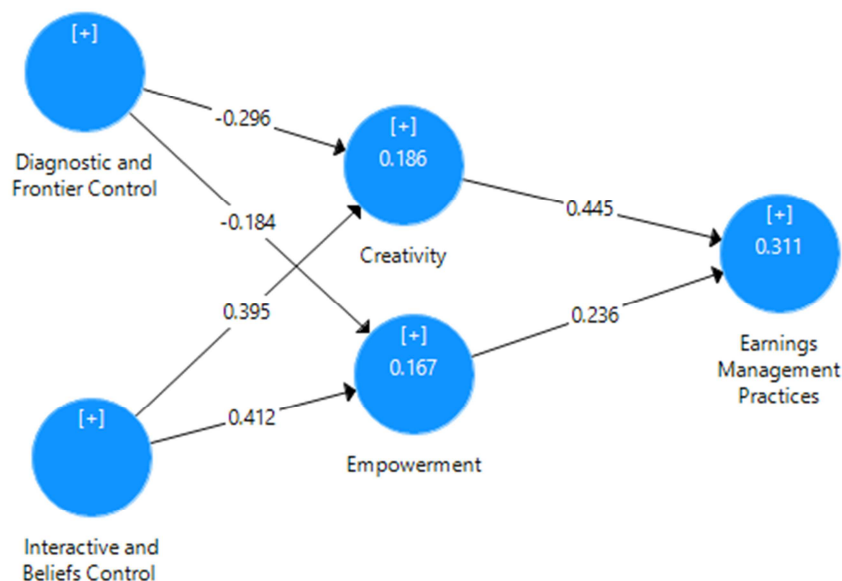 [+]
Diagnostic and
Frontier Control
-0.296
-0.184
[+]
0.186
Creativity
0.445
[+]
0.311
Earnings
Management
Practices
0.395
0.412
[+]
0.167
Empowerment
0.236
[+]
Interactive and
Beliefs Control